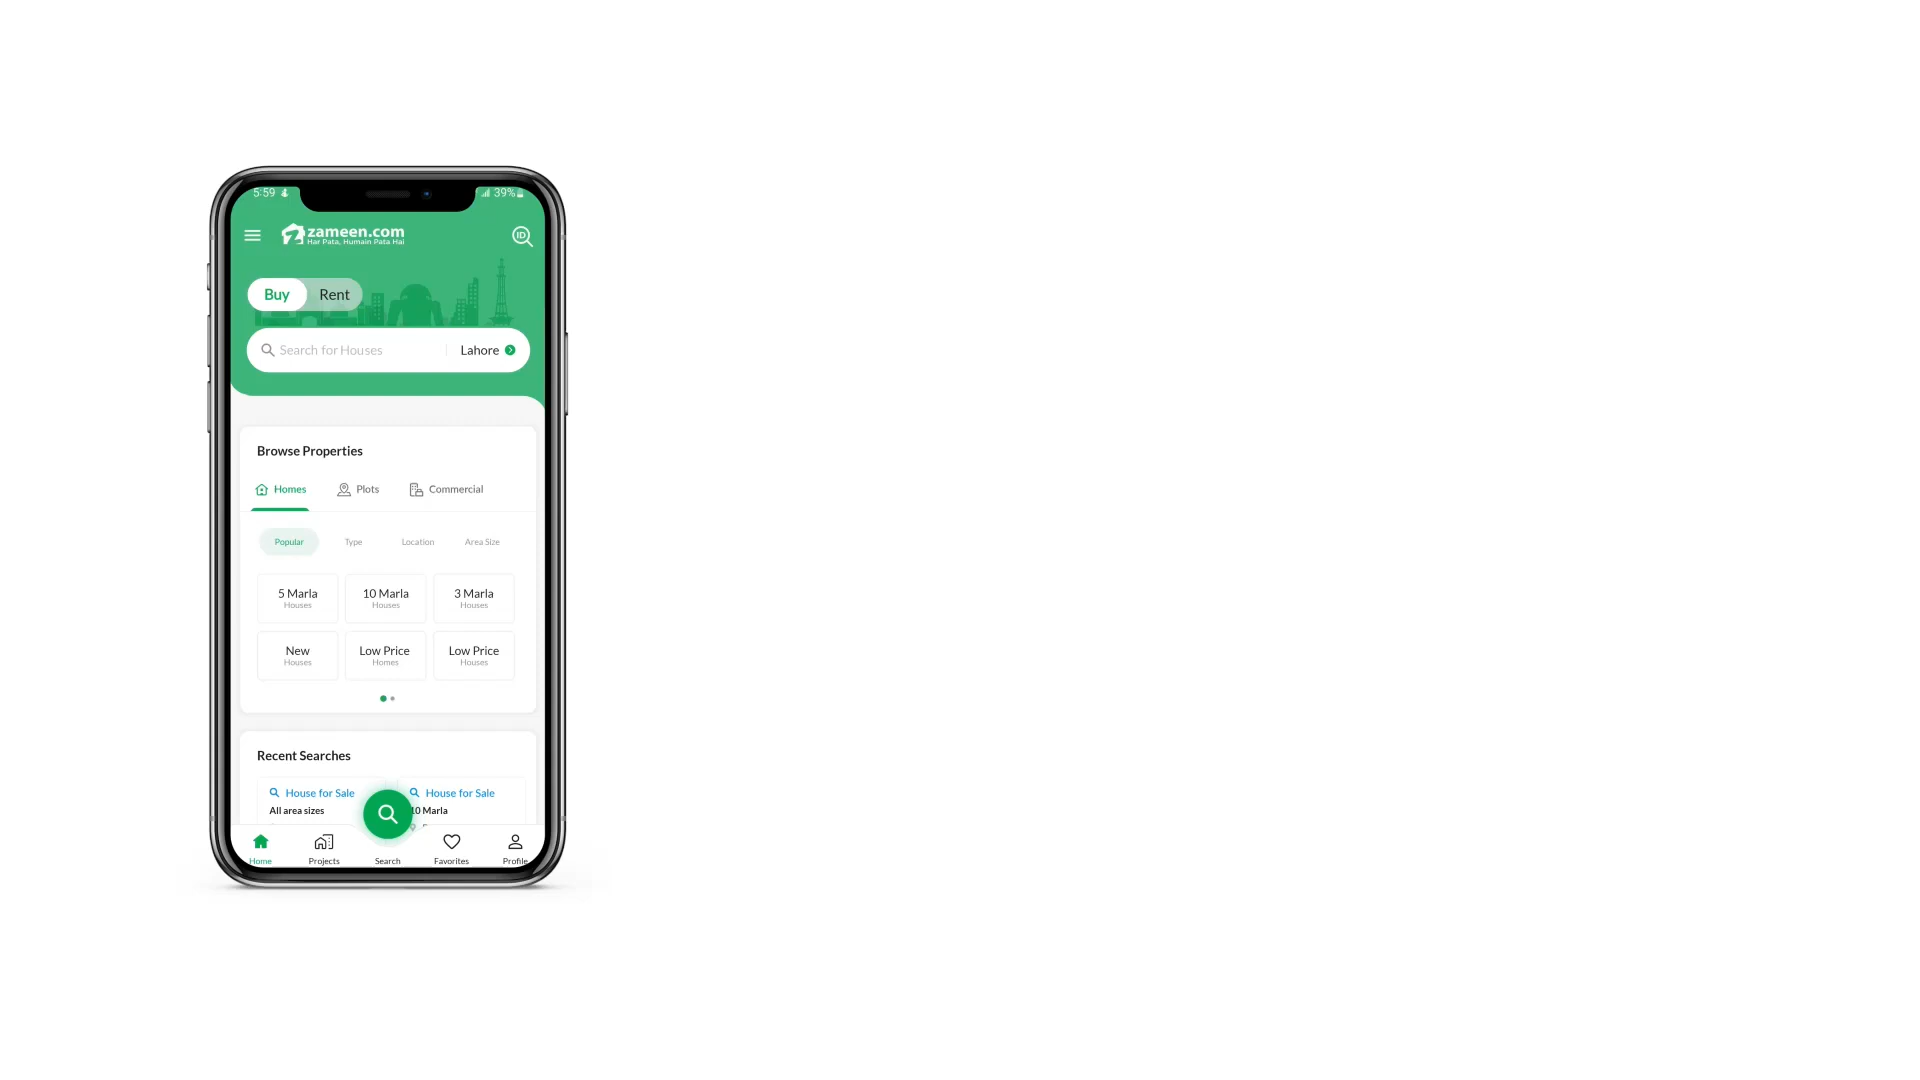 5:59
39%
zameen.com
Har Pata, Humain Pata Hai
ID
Buy Rent
Search for Houses Lahore
Browse Properties
Homes Plots Commercial
Popular Type Location Area Size
5 Marla 10 Marla 3 Marla
Houses Houses Houses
New Low Price Low Price
Houses Homes Houses
Recent Searches
House for Sale House for Sale
All area sizes 10 Marla
Home Projects Search Favorites Profile